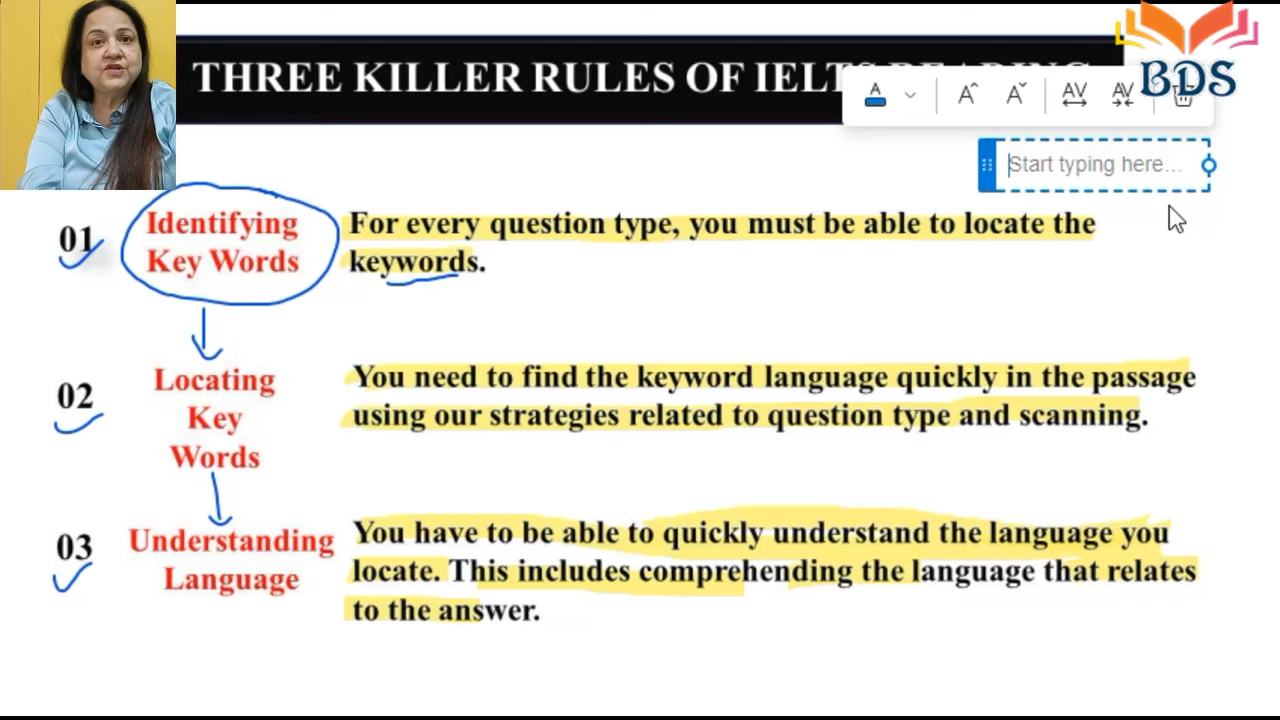 THREE KILLER RULES OF IELTS READING
BDS
Start typing here...
01
Identifying
Key Words
For every question type, you must be able to locate the
keywords.
02
Locating
Key
Words
You need to find the keyword language quickly in the passage
using our strategies related to question type and scanning.
03
Understanding
Language
You have to be able to quickly understand the language you
locate. This includes comprehending the language that relates
to the answer.